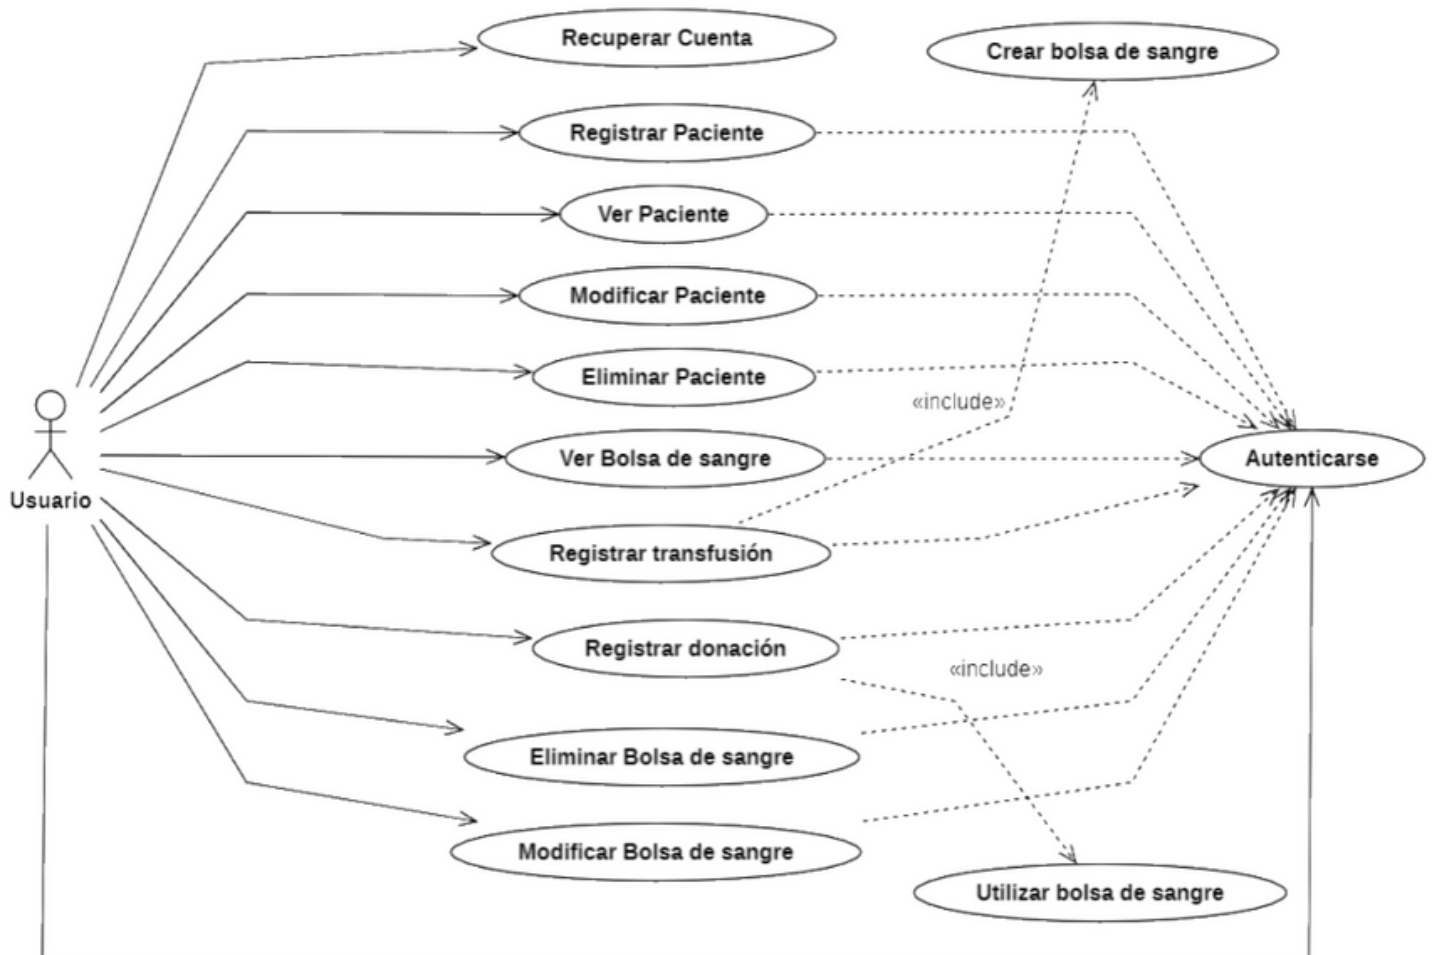 Recuperar Cuenta
Crear bolsa de sangre
Registrar Paciente
Ver Paciente
Modificar Paciente
Eliminar Paciente
«include»
Ver Bolsa de sangre
Autenticarse
Usuario
Registrar transfusión
Registrar donación
«include»
Eliminar Bolsa de sangre
Modificar Bolsa de sangre
Utilizar bolsa de sangre